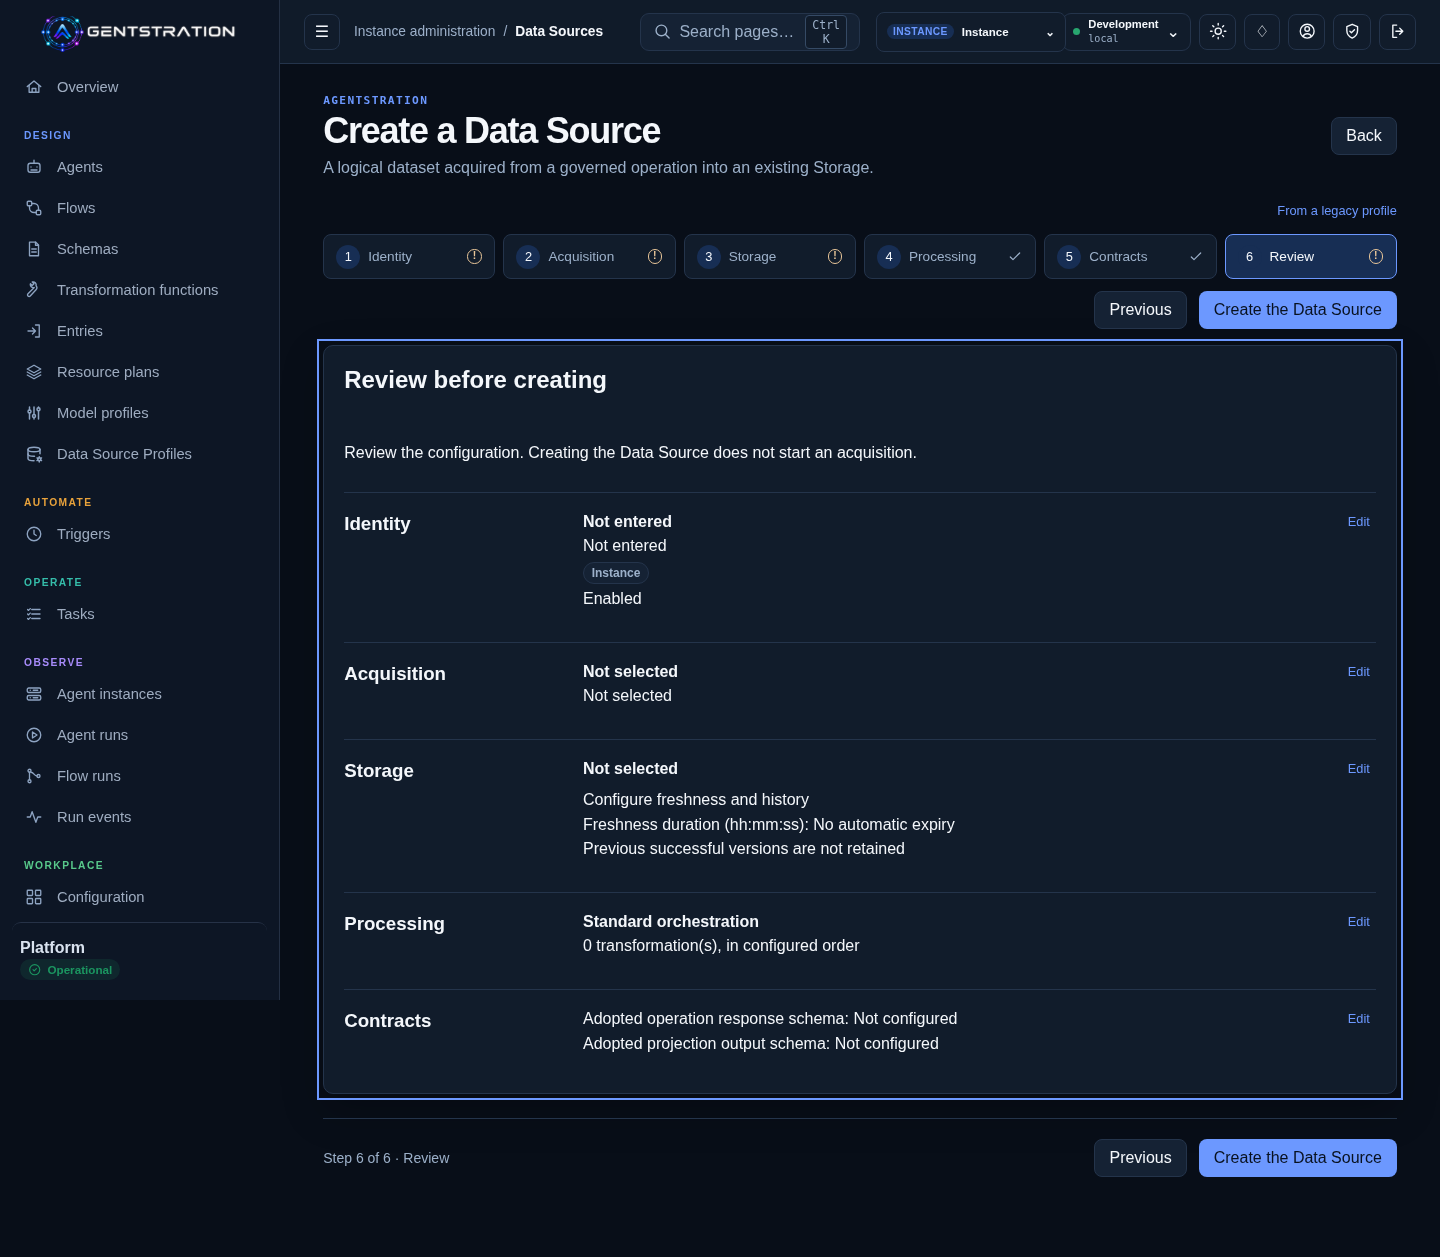 GENTSTRATION
☰
Instance administration / Data Sources
Search pages…
Ctrl K
INSTANCE Instance
Development
local
Overview
DESIGN
Agents
Flows
Schemas
Transformation functions
Entries
Resource plans
Model profiles
Data Source Profiles
AUTOMATE
Triggers
OPERATE
Tasks
OBSERVE
Agent instances
Agent runs
Flow runs
Run events
WORKPLACE
Configuration
Platform
Operational
AGENTSTRATION
Create a Data Source
A logical dataset acquired from a governed operation into an existing Storage.
Back
From a legacy profile
1 Identity
2 Acquisition
3 Storage
4 Processing
5 Contracts
6 Review
Previous
Create the Data Source
Review before creating
Review the configuration. Creating the Data Source does not start an acquisition.
Identity
Not entered
Not entered
Instance
Enabled
Edit
Acquisition
Not selected
Not selected
Edit
Storage
Not selected
Configure freshness and history
Freshness duration (hh:mm:ss): No automatic expiry
Previous successful versions are not retained
Edit
Processing
Standard orchestration
0 transformation(s), in configured order
Edit
Contracts
Adopted operation response schema: Not configured
Adopted projection output schema: Not configured
Edit
Step 6 of 6 · Review
Previous
Create the Data Source